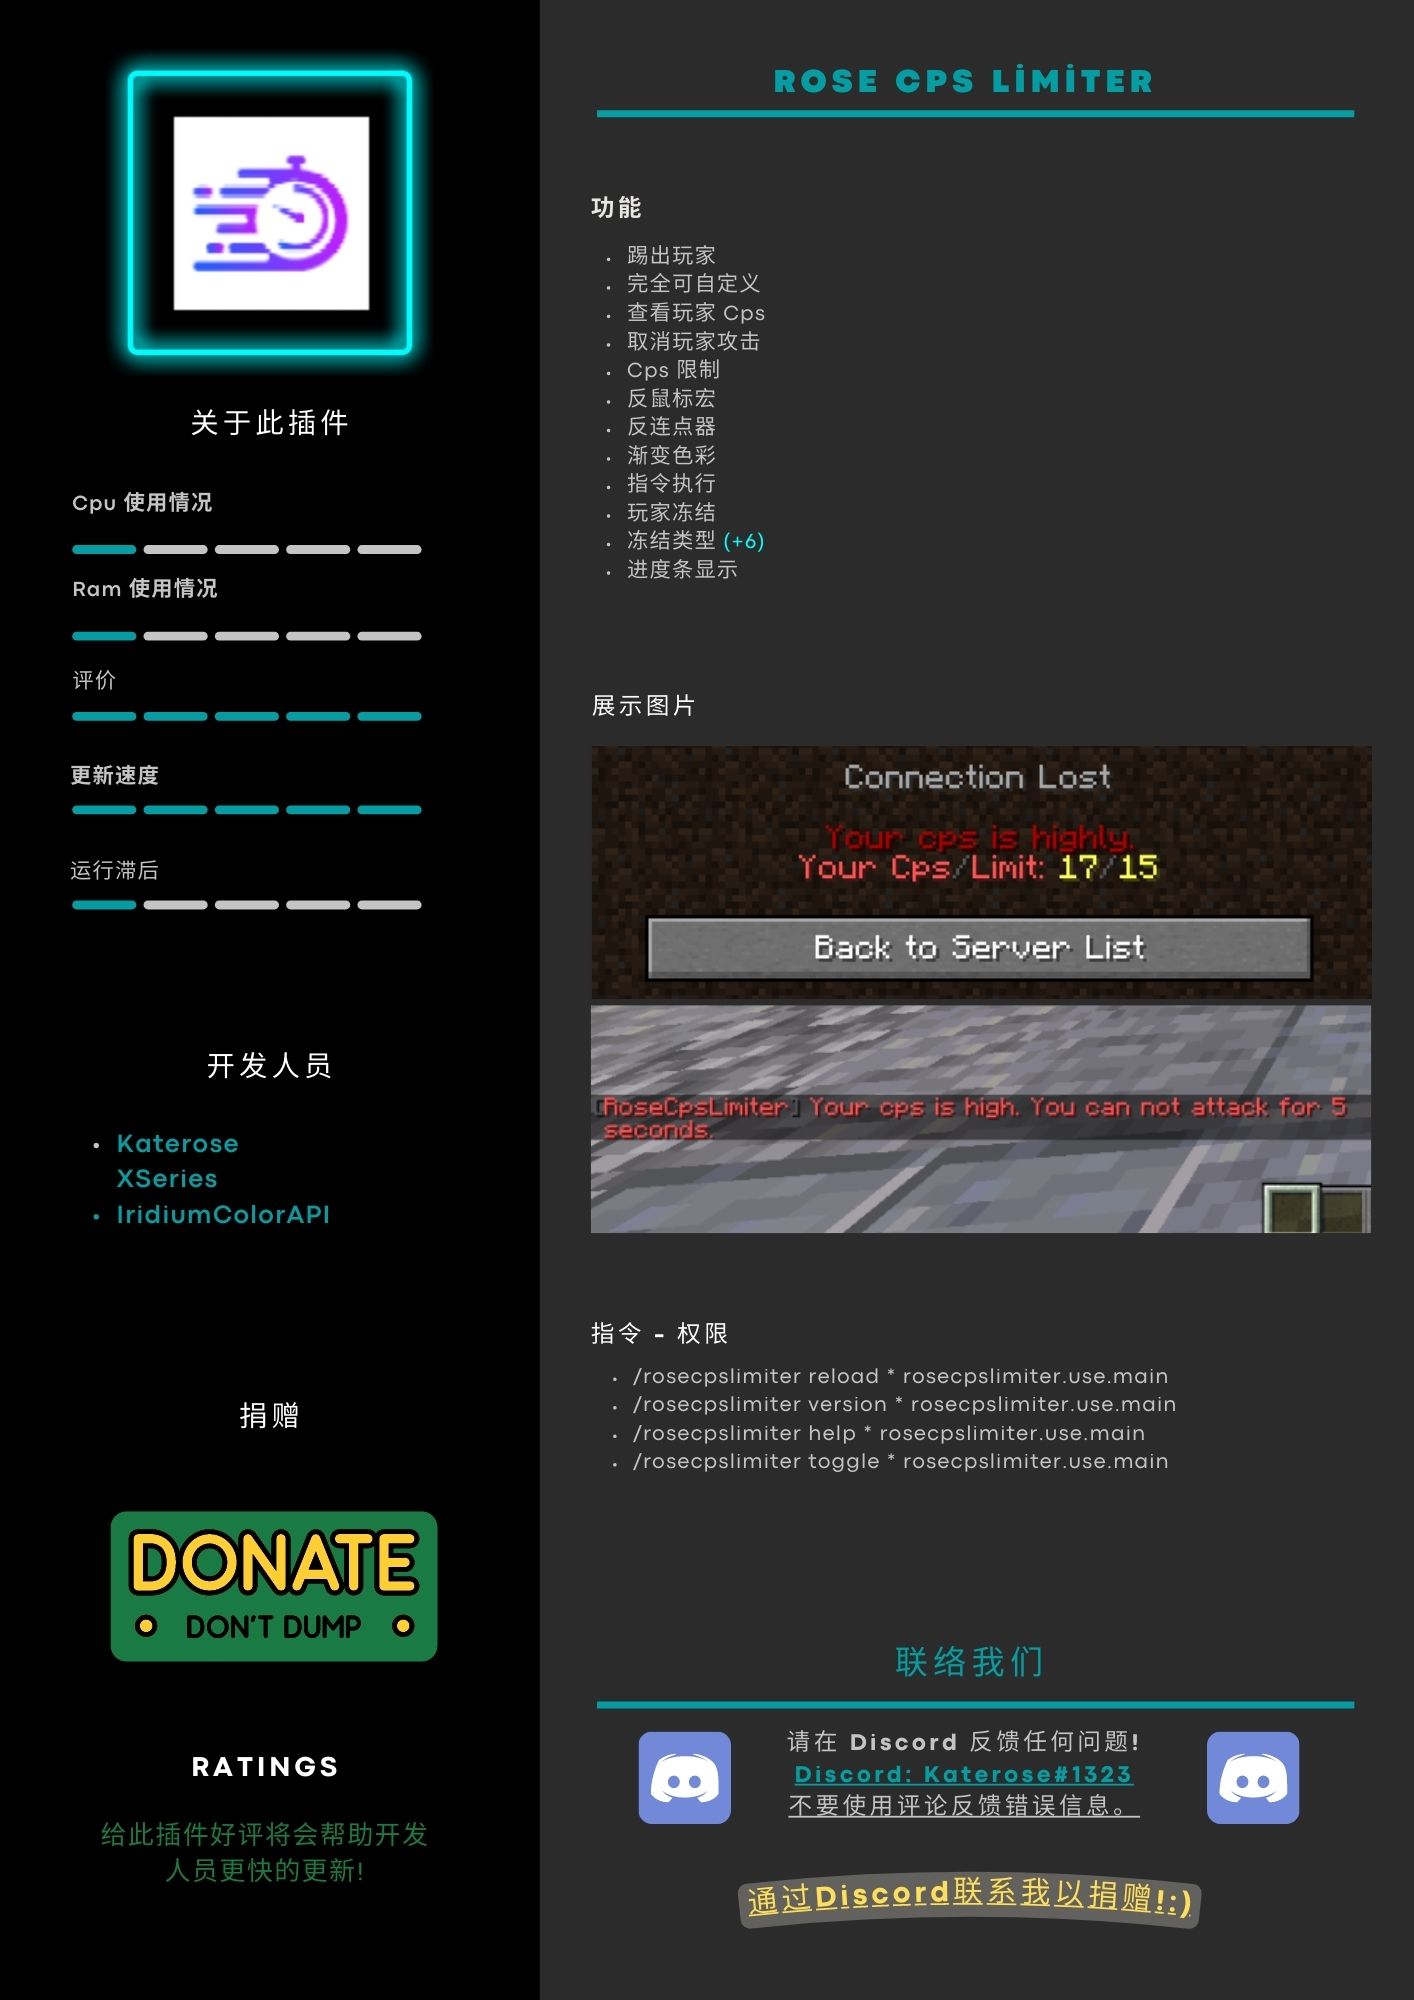 关于此插件
Cpu 使用情况
Ram 使用情况
评价
更新速度
运行滞后
开发人员
• Katerose
XSeries
• IridiumColorAPI
捐赠
DONATE
DON'T DUMP
RATINGS
给此插件好评将会帮助开发
人员更快的更新!
ROSE CPS LİMİTER
功能
• 踢出玩家
• 完全可自定义
• 查看玩家 Cps
• 取消玩家攻击
• Cps 限制
• 反鼠标宏
• 反连点器
• 渐变色彩
• 指令执行
• 玩家冻结
• 冻结类型 (+6)
• 进度条显示
展示图片
Connection Lost
Your cps is highly.
Your Cps/Limit: 17/15
Back to Server List
[RoseCpsLimiter] Your cps is high. You can not attack for 5
seconds.
指令 - 权限
• /rosecpslimiter reload * rosecpslimiter.use.main
• /rosecpslimiter version * rosecpslimiter.use.main
• /rosecpslimiter help * rosecpslimiter.use.main
• /rosecpslimiter toggle * rosecpslimiter.use.main
联络我们
请在 Discord 反馈任何问题!
Discord: Katerose#1323
不要使用评论反馈错误信息。
通过Discord联系我以捐赠!:)